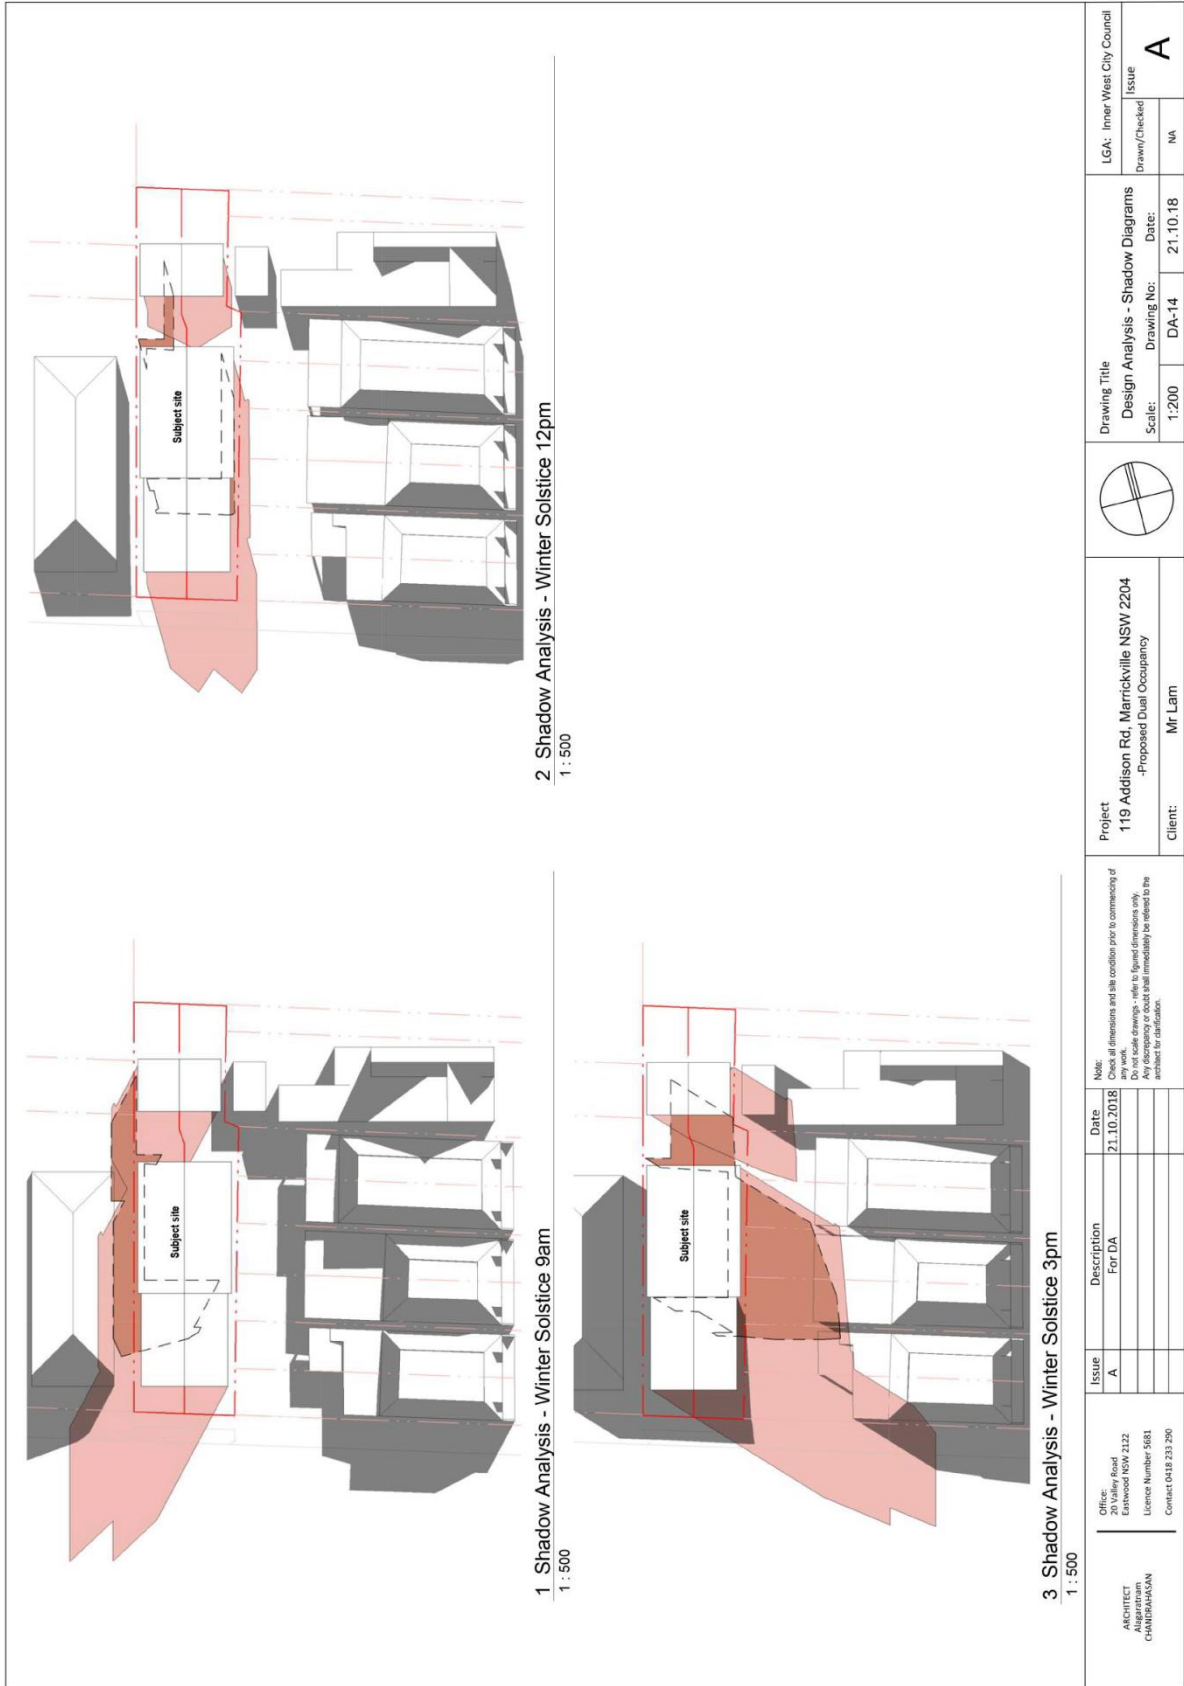 Subject site
1 Shadow Analysis - Winter Solstice 9am
1 : 500
Subject site
2 Shadow Analysis - Winter Solstice 12pm
1 : 500
Subject site
3 Shadow Analysis - Winter Solstice 3pm
1 : 500
ARCHITECT
Alagaratnam
CHANDRAHASAN
Office:
20 Valley Road
Eastwood NSW 2122
Licence Number 5681
Contact 0418 233 290
Issue
Description
Date
A
For DA
21.10.2018
Note:
Check all dimensions and site condition prior to commencing of
any work.
Do not scale drawings - refer to figured dimensions only.
Any discrepancy or doubt shall immediately be refered to the
architect for clarification.
Project
119 Addison Rd, Marrickville NSW 2204
-Proposed Dual Occupancy
Client:
Mr Lam
Drawing Title
Design Analysis - Shadow Diagrams
Scale:
Drawing No:
Date:
1:200
DA-14
21.10.18
LGA: Inner West City Council
Drawn/Checked
Issue
NA
A